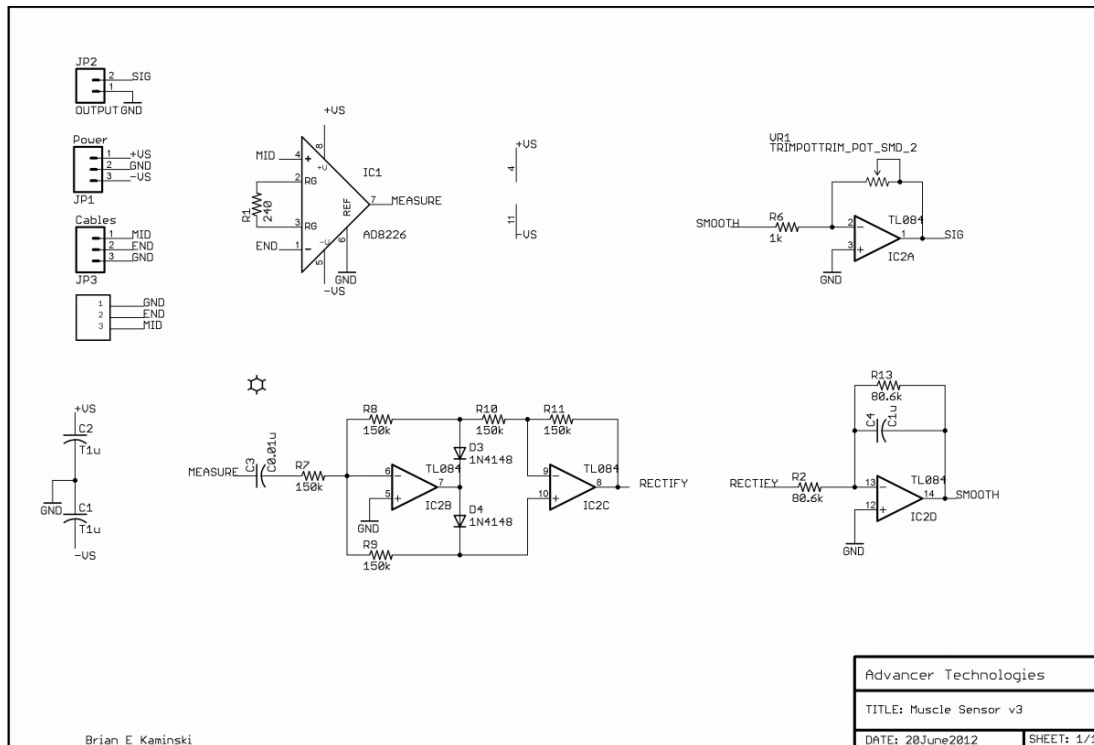 JP2
2 SIG
1
OUTPUT GND
Power
1 +VS
2 GND
3 -VS
JP1
Cables
1 MID
2 END
3 GND
JP3
1 GND
2 END
3 MID
+VS
8
MID 4 +
+V
2 RG
IC1
R1
240
REF
7 MEASURE
3 RG
AD8226
END 1 -
-V
6
5
GND
-VS
+VS
4
11
-VS
VR1
TRIMPOTTRIM_POT_SMD_2
TL084
SMOOTH
R6
1k
2 -
3 +
1 SIG
IC2A
GND
+VS
C2
T1u
GND
C1
T1u
-VS
MEASURE
C3
C0.01u
R7
150k
R8
150k
R10
150k
R11
150k
D3
1N4148
TL084
6 -
5 +
7
IC2B
GND
D4
1N4148
R9
150k
TL084
9 -
10 +
8 RECTIFY
IC2C
R13
80.6k
C4
C1u
RECTIFY
R2
80.6k
TL084
13 -
12 +
14 SMOOTH
IC2D
GND
Advancer Technologies
TITLE: Muscle Sensor v3
Brian E Kaminski
DATE: 20June2012 SHEET: 1/1